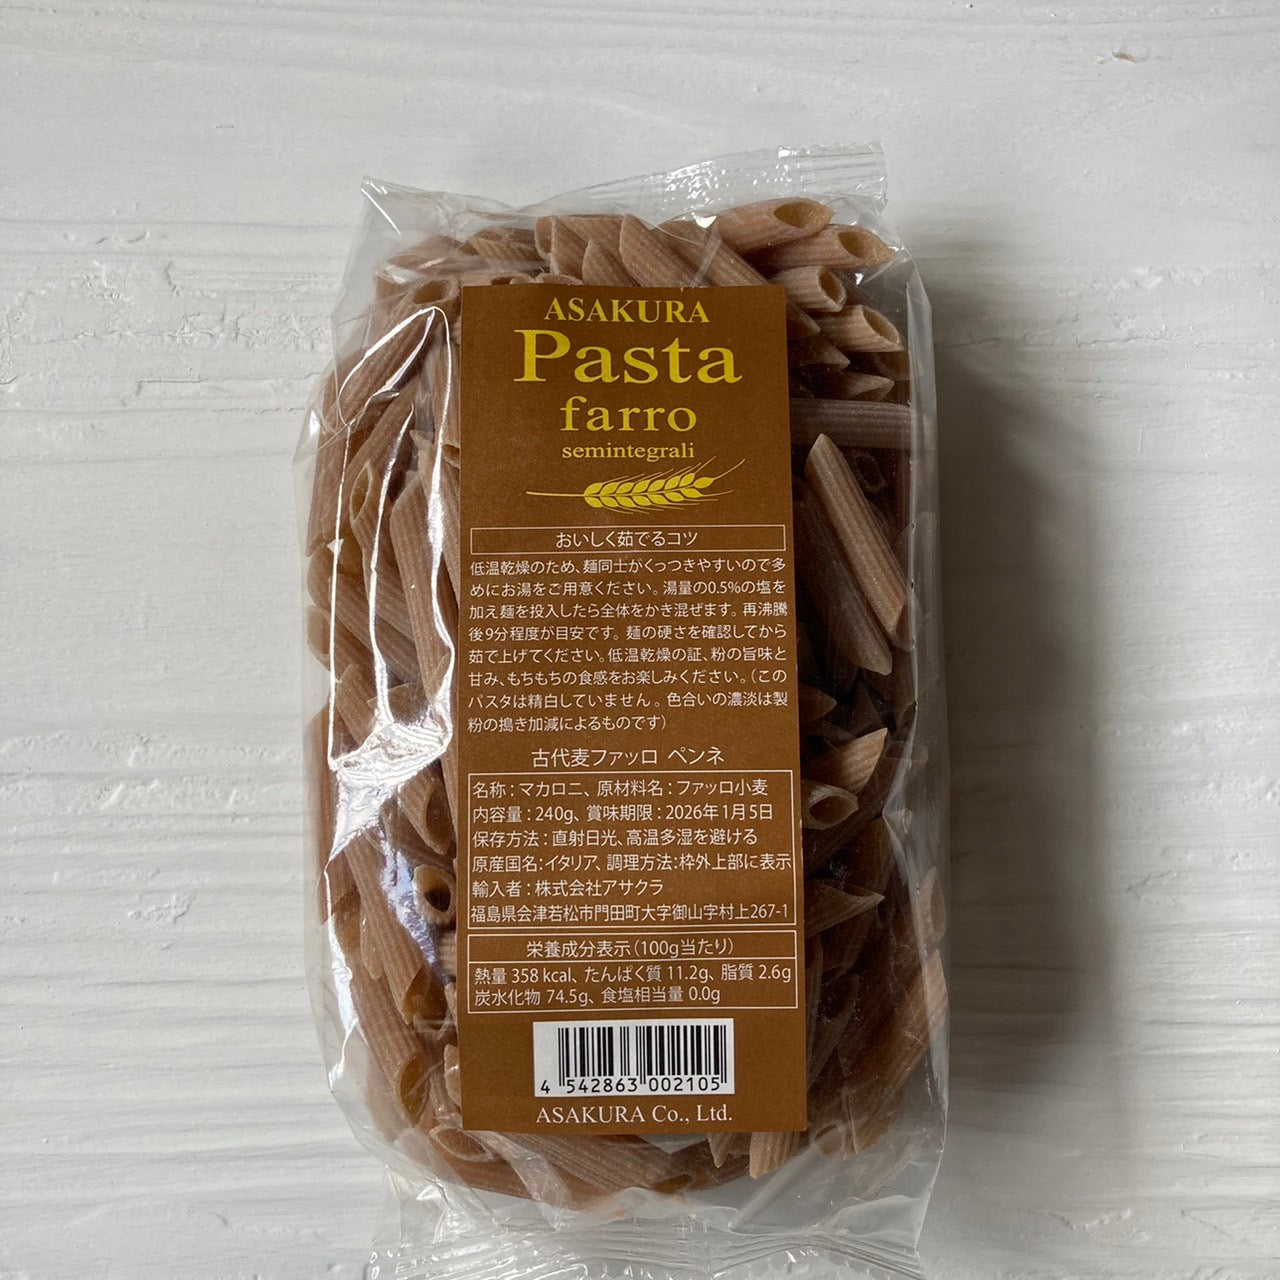 ASAKURA
Pasta
farro
semintegrali
おいしく茹でるコツ
低温乾燥のため、麺同士がくっつきやすいので多
めにお湯をご用意ください。湯量の0.5%の塩を
加え麺を投入したら全体をかき混ぜます。再沸騰
後9分程度が目安です。麺の硬さを確認してから
茹で上げてください。低温乾燥の証、粉の旨味と
甘み、もちもちの食感をお楽しみください。(この
パスタは精白していません。色合いの濃淡は製
粉の搗き加減によるものです)
古代麦ファッロ ペンネ
名称:マカロニ、原材料名:ファッロ小麦
内容量:240g、賞味期限:2026年1月5日
保存方法:直射日光、高温多湿を避ける
原産国名:イタリア、調理方法:枠外上部に表示
輸入者:株式会社アサクラ
福島県会津若松市門田町大字御山字村上267-1
栄養成分表示(100g当たり)
熱量 358 kcal、たんぱく質 11.2g、脂質 2.6g
炭水化物 74.5g、食塩相当量 0.0g
4 542863 002105
ASAKURA Co., Ltd.